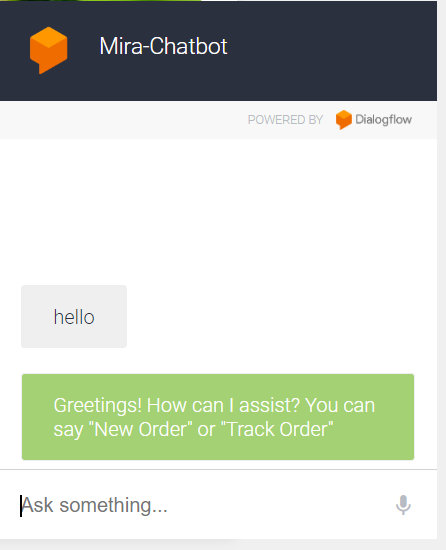 Mira-Chatbot
POWERED BY Dialogflow
hello
Greetings! How can I assist? You can
say "New Order" or "Track Order"
Ask something...